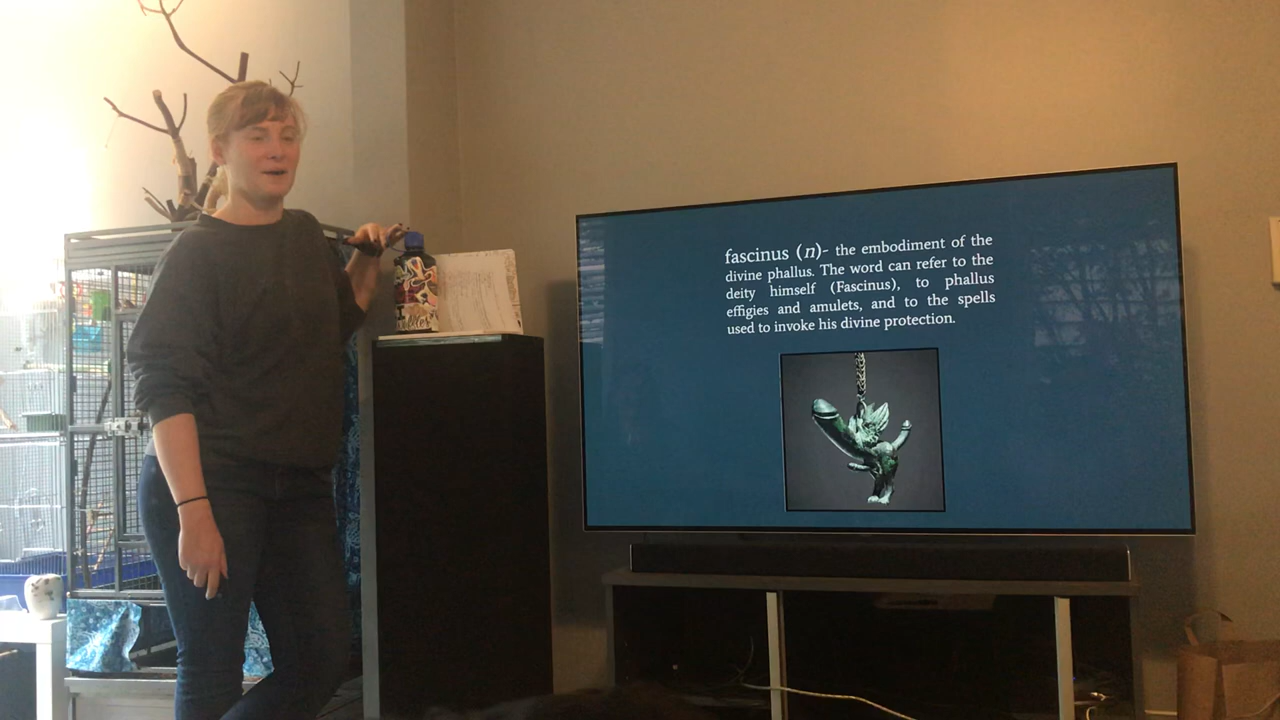 fascinus (n)- the embodiment of the
divine phallus. The word can refer to the
deity himself (Fascinus), to phallus
effigies and amulets, and to the spells
used to invoke his divine protection.